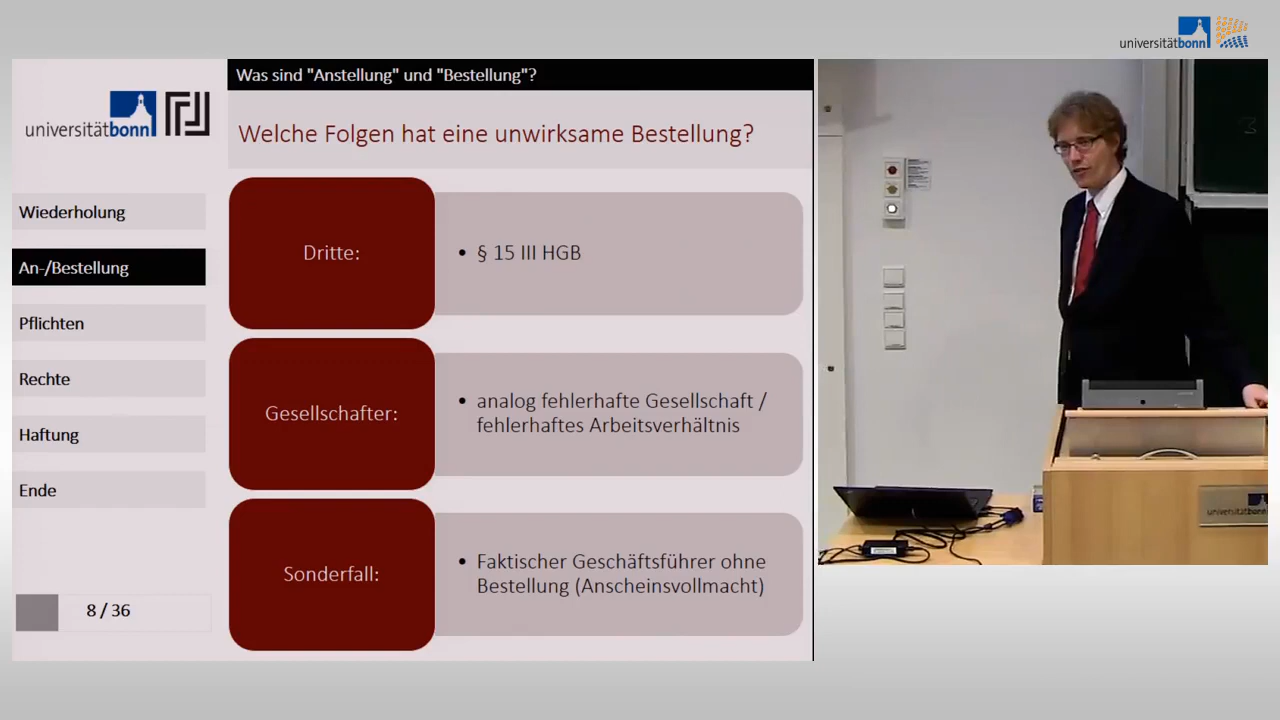 universitätbonn
Was sind "Anstellung" und "Bestellung"?
universitätbonn
Welche Folgen hat eine unwirksame Bestellung?
Wiederholung
An-/Bestellung
Pflichten
Rechte
Haftung
Ende
8 / 36
Dritte:
• § 15 III HGB
Gesellschafter:
• analog fehlerhafte Gesellschaft /
fehlerhaftes Arbeitsverhältnis
Sonderfall:
• Faktischer Geschäftsführer ohne
Bestellung (Anscheinsvollmacht)
universitätbonn